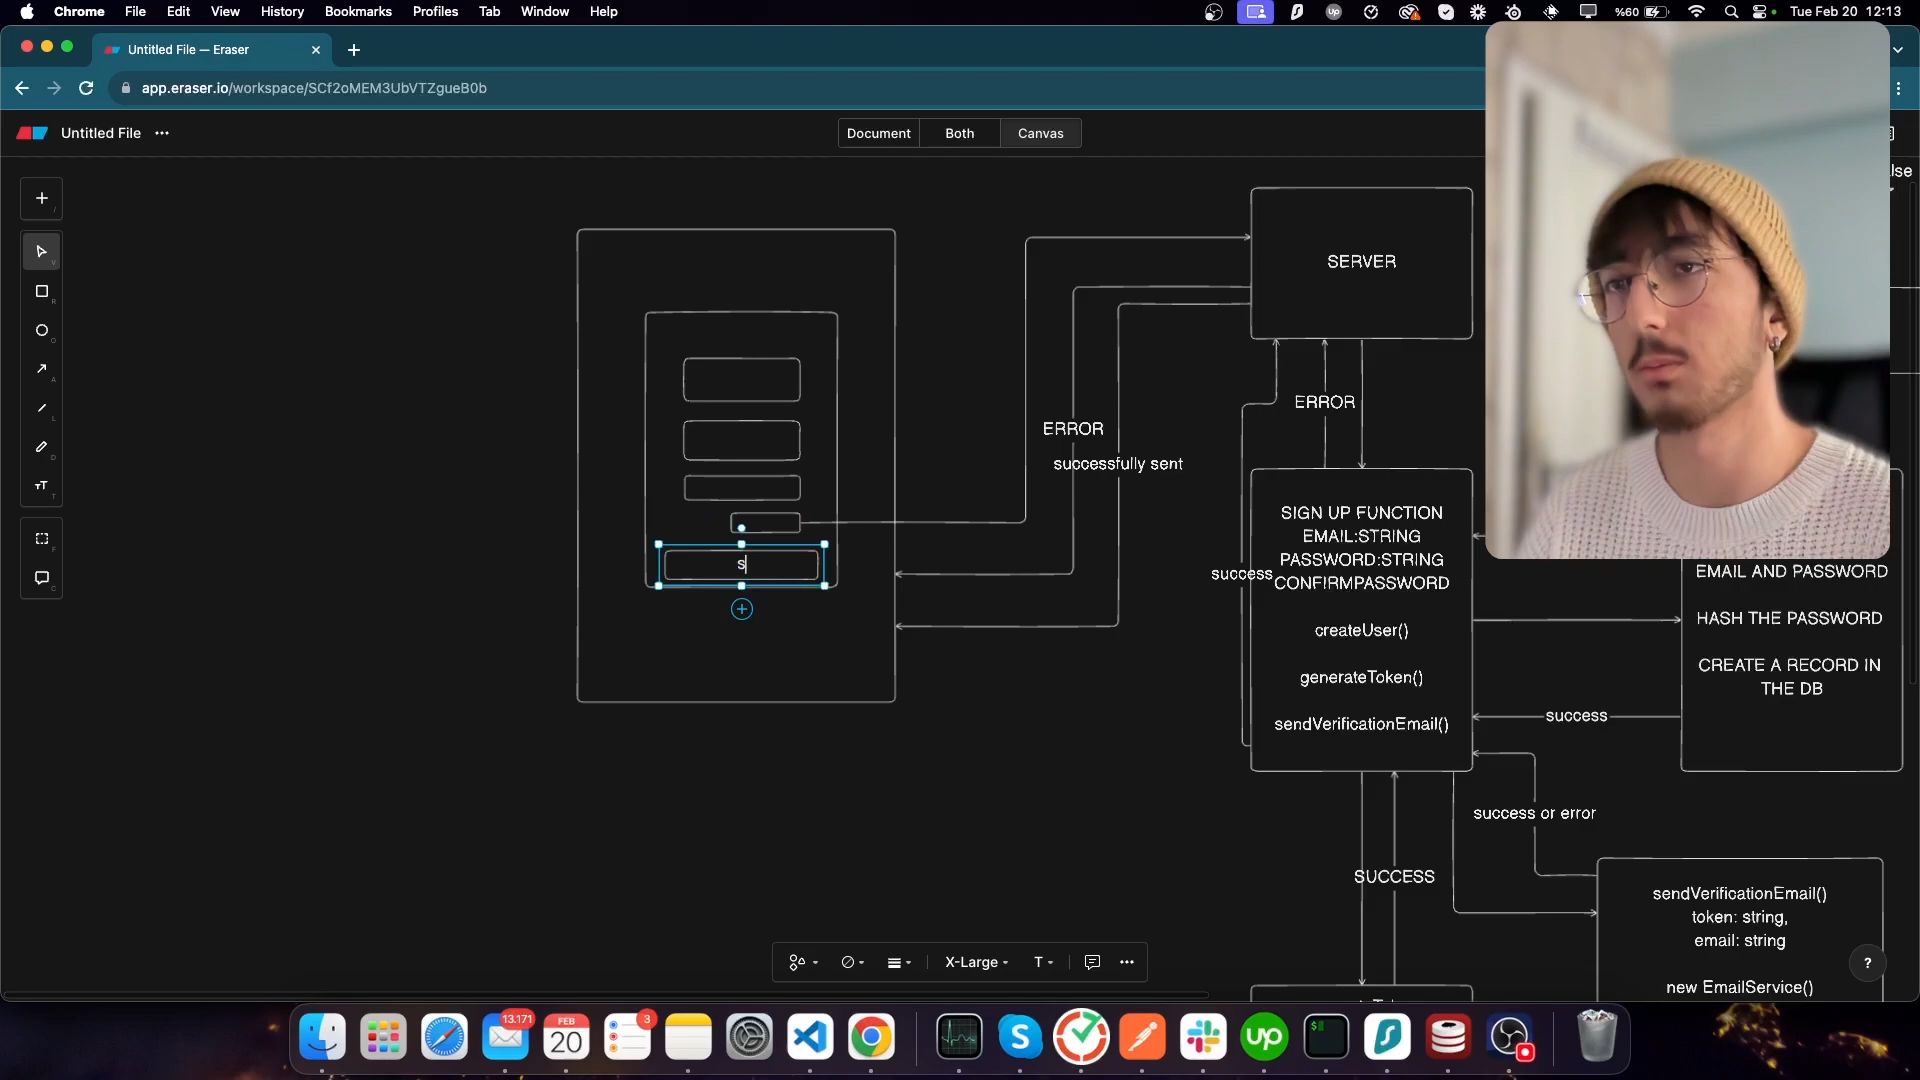 Chrome File Edit View History Bookmarks Profiles Tab Window Help
%60 Tue Feb 20 12:13
Untitled File — Eraser
app.eraser.io/workspace/SCf2oMEM3UbVTZgueB0b
Untitled File
Document Both Canvas
lse
SERVER
ERROR
ERROR
successfully sent
SIGN UP FUNCTION
EMAIL:STRING
PASSWORD:STRING
CONFIRMPASSWORD
createUser()
generateToken()
sendVerificationEmail()
success
s
EMAIL AND PASSWORD
HASH THE PASSWORD
CREATE A RECORD IN
THE DB
success
success or error
SUCCESS
sendVerificationEmail()
token: string,
email: string
new EmailService()
X-Large T
?
13.171
FEB
20
3
up